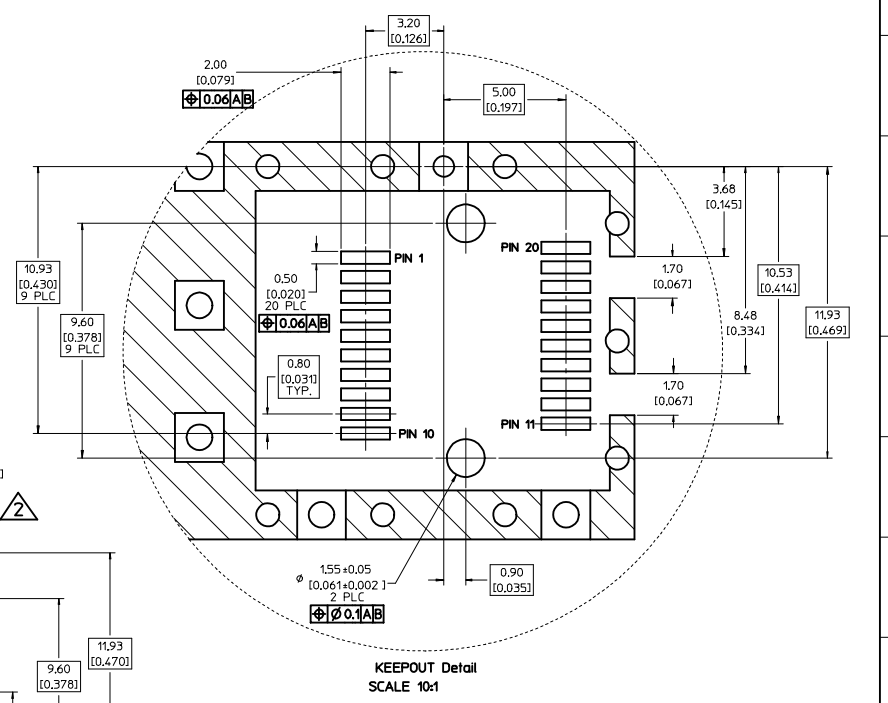 3.20
[0.126]
2.00
[0.079]
⌖ 0.06 A B
5.00
[0.197]
3.68
[0.145]
PIN 1
PIN 20
10.93
[0.430]
9 PLC
0.50
[0.020]
20 PLC
⌖ 0.06 A B
1.70
[0.067]
10.53
[0.414]
9.60
[0.378]
9 PLC
8.48
[0.334]
11.93
[0.469]
0.80
[0.031]
TYP.
1.70
[0.067]
PIN 10
PIN 11
]
2
⌀ 1.55±0.05
[0.061±0.002 ]
2 PLC
⌖ Ø 0.1 A B
0.90
[0.035]
11.93
[0.470]
9.60
[0.378]
KEEPOUT Detail
SCALE 10:1